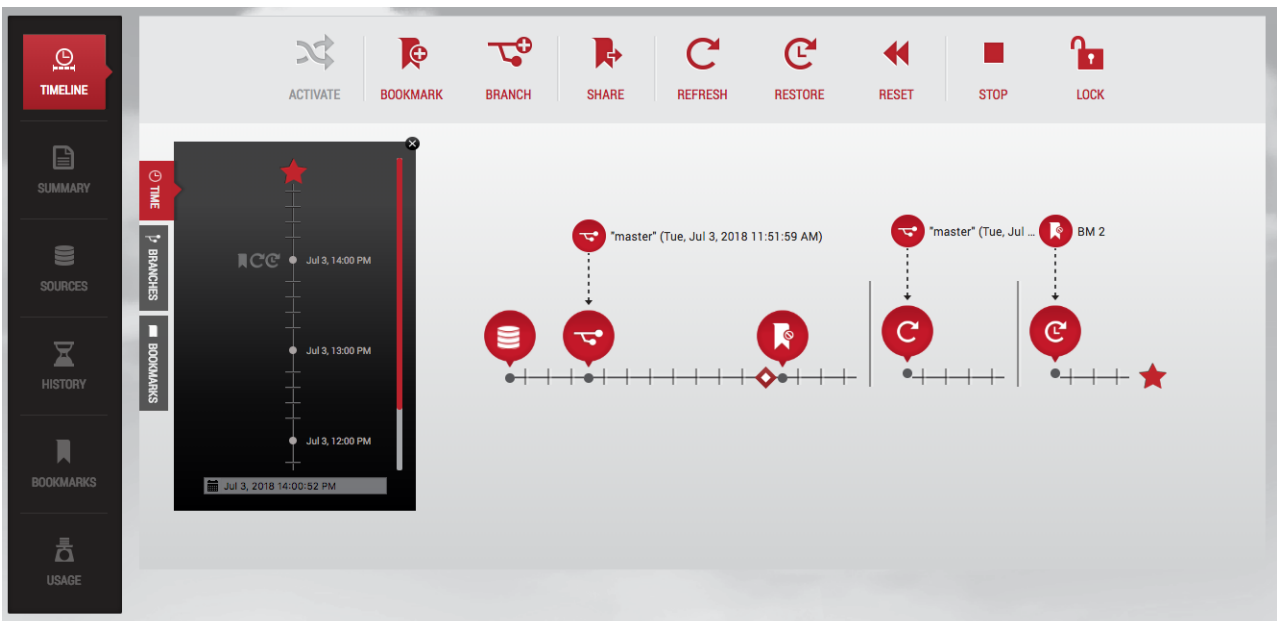 TIMELINE
SUMMARY
SOURCES
HISTORY
BOOKMARKS
USAGE
ACTIVATE
BOOKMARK
BRANCH
SHARE
REFRESH
RESTORE
RESET
STOP
LOCK
TIME
BRANCHES
BOOKMARKS
Jul 3, 14:00 PM
Jul 3, 13:00 PM
Jul 3, 12:00 PM
Jul 3, 2018 14:00:52 PM
"master" (Tue, Jul 3, 2018 11:51:59 AM)
"master" (Tue, Jul ...
BM 2